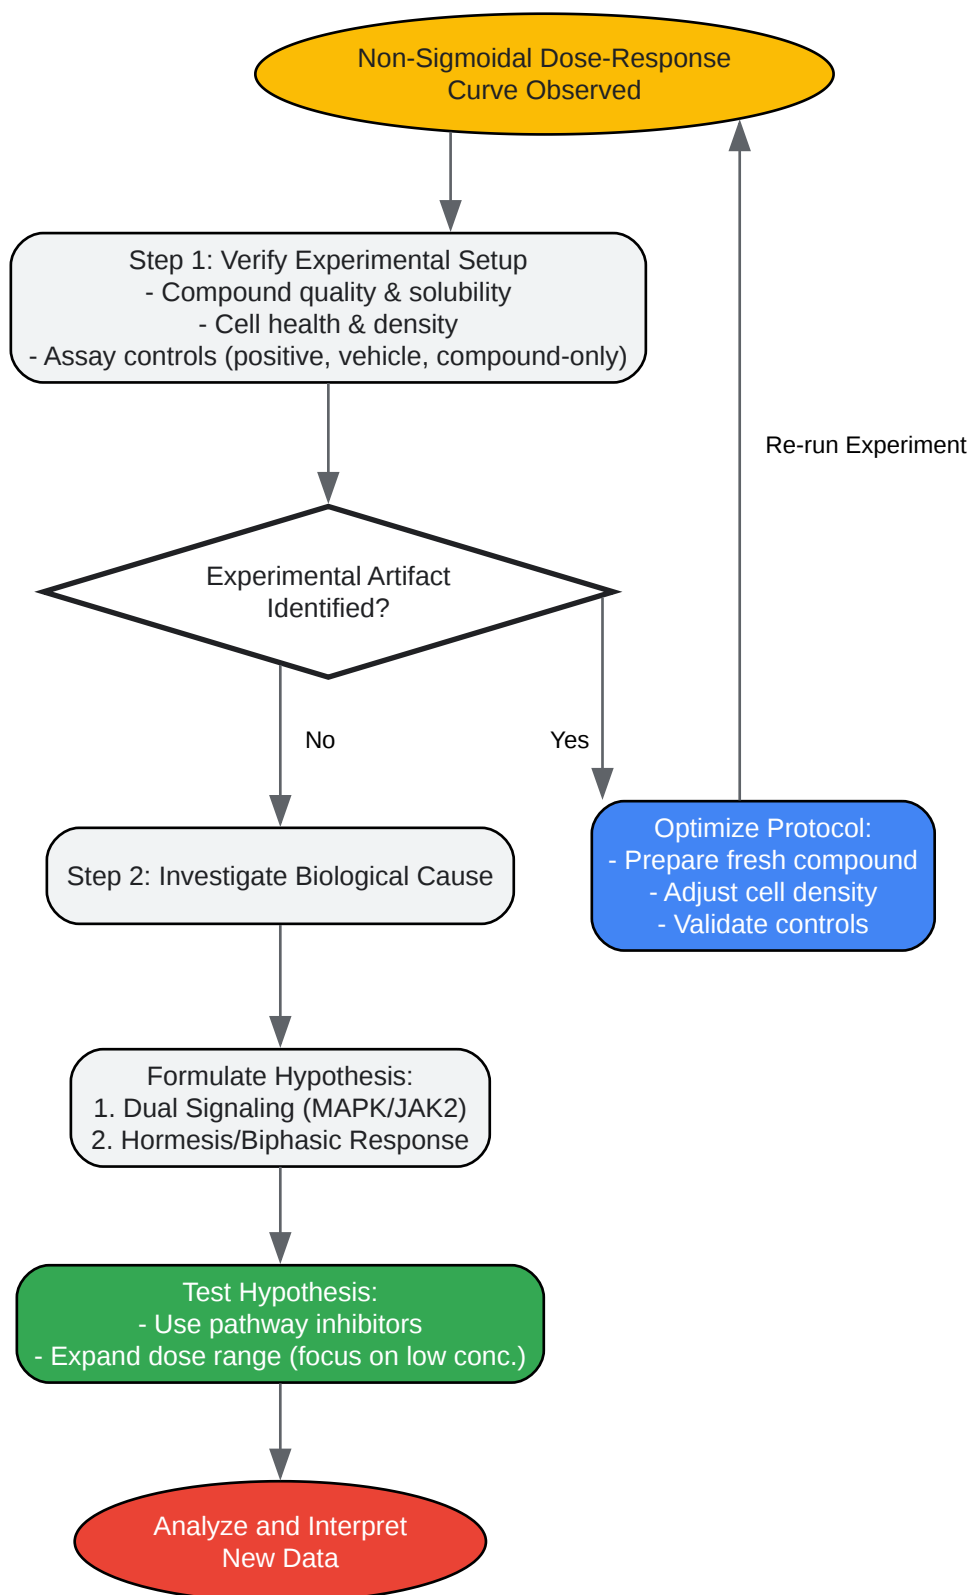 Non-Sigmoidal Dose-Response
Curve Observed
Step 1: Verify Experimental Setup
- Compound quality & solubility
- Cell health & density
- Assay controls (positive, vehicle, compound-only)
Re-run Experiment
Experimental Artifact
Identified?
No
Yes
Optimize Protocol:
- Prepare fresh compound
- Adjust cell density
- Validate controls
Step 2: Investigate Biological Cause
Formulate Hypothesis:
1. Dual Signaling (MAPK/JAK2)
2. Hormesis/Biphasic Response
Test Hypothesis:
- Use pathway inhibitors
- Expand dose range (focus on low conc.)
Analyze and Interpret
New Data